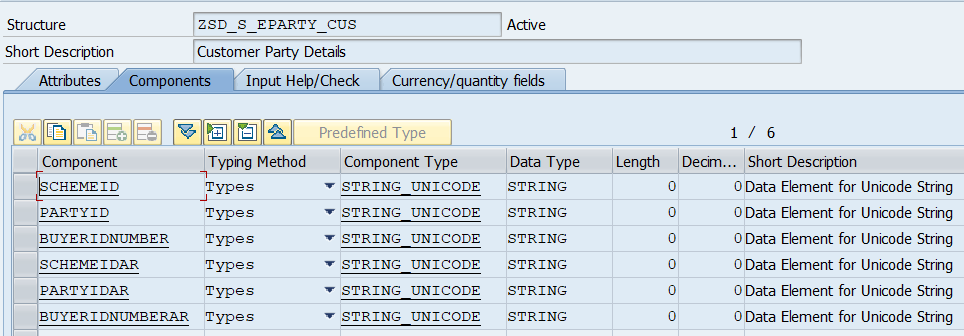 Structure ZSD_S_EPARTY_CUS Active
Short Description Customer Party Details
Attributes Components Input Help/Check Currency/quantity fields
Predefined Type 1 / 6
Component Typing Method Component Type Data Type Length Decim... Short Description
SCHEMEID Types STRING_UNICODE STRING 0 0 Data Element for Unicode String
PARTYID Types STRING_UNICODE STRING 0 0 Data Element for Unicode String
BUYERIDNUMBER Types STRING_UNICODE STRING 0 0 Data Element for Unicode String
SCHEMEIDAR Types STRING_UNICODE STRING 0 0 Data Element for Unicode String
PARTYIDAR Types STRING_UNICODE STRING 0 0 Data Element for Unicode String
BUYERIDNUMBERAR Types STRING_UNICODE STRING 0 0 Data Element for Unicode String